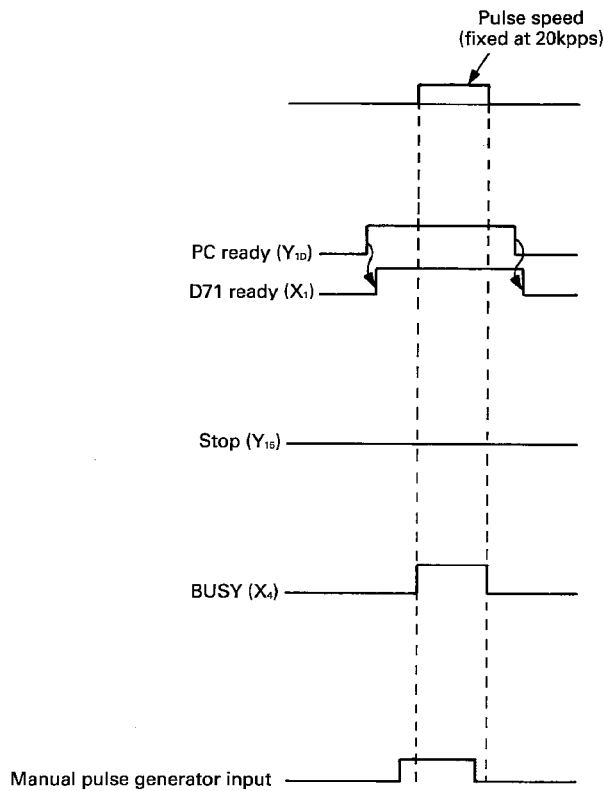 Pulse speed
(fixed at 20kpps)
PC ready (Y1D)
D71 ready (X1)
Stop (Y15)
BUSY (X4)
Manual pulse generator input